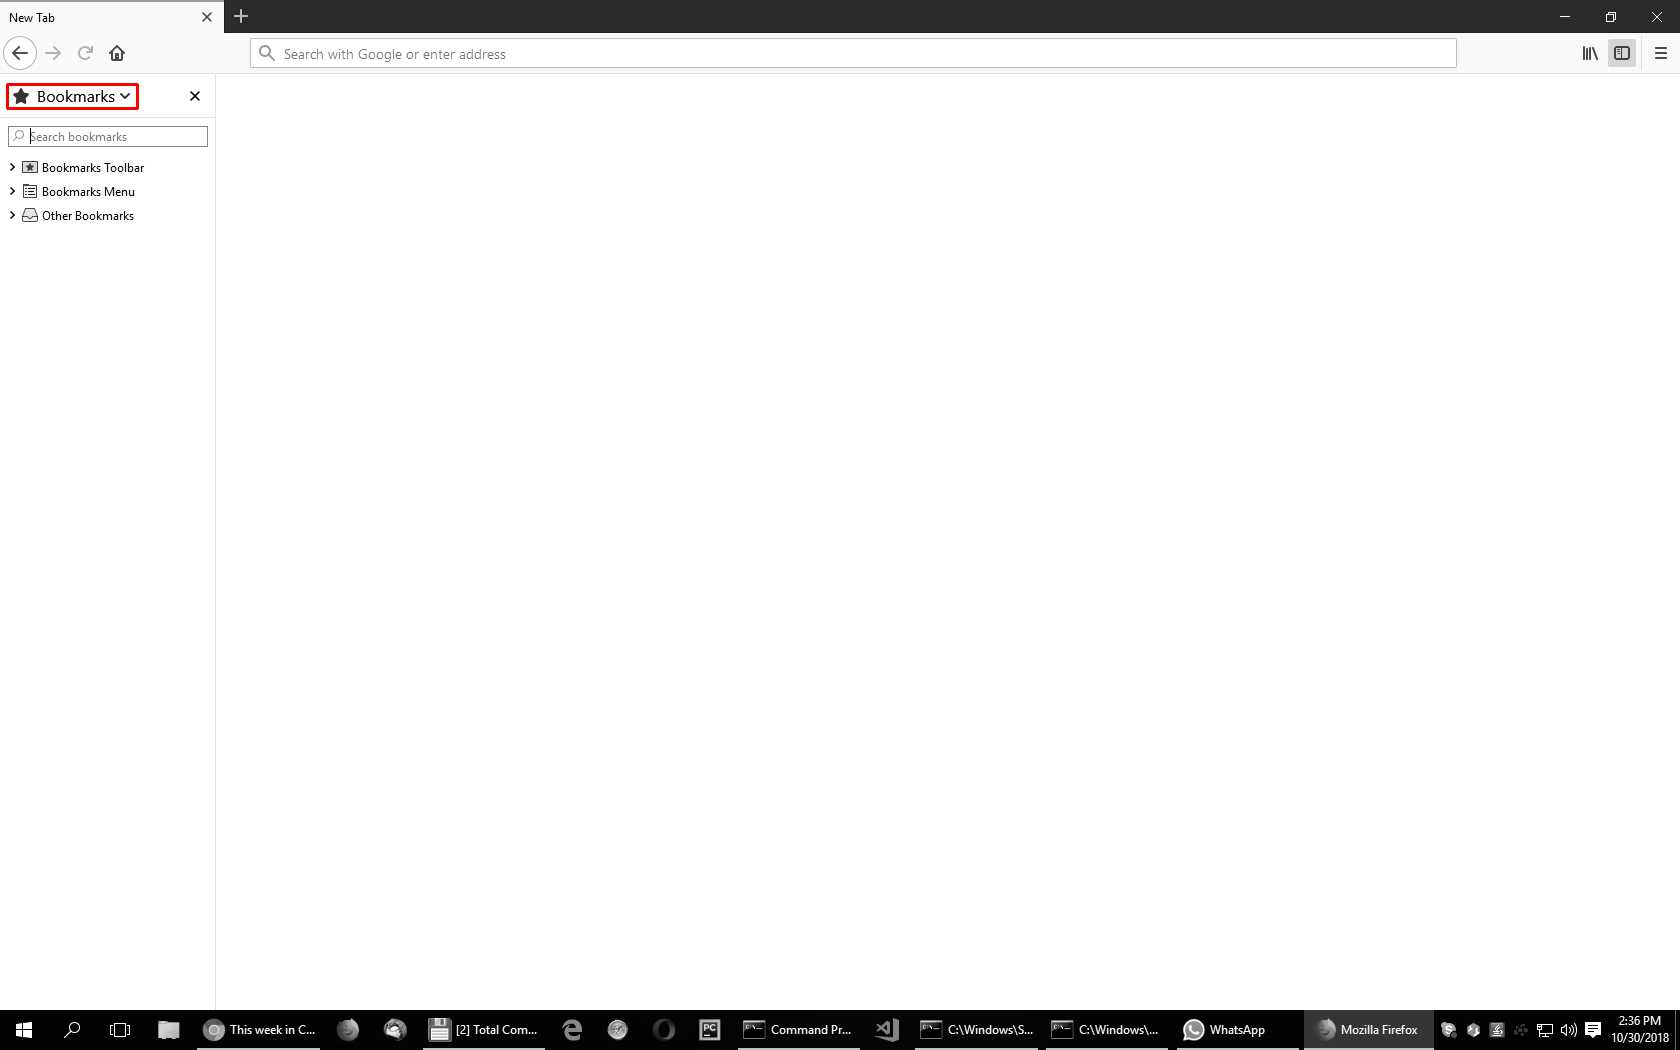 New Tab
Search with Google or enter address
Bookmarks
Search bookmarks
Bookmarks Toolbar
Bookmarks Menu
Other Bookmarks
This week in C...
[2] Total Com...
PC
Command Pr...
C:\Windows\S...
C:\Windows\...
WhatsApp
Mozilla Firefox
2:36 PM
10/30/2018